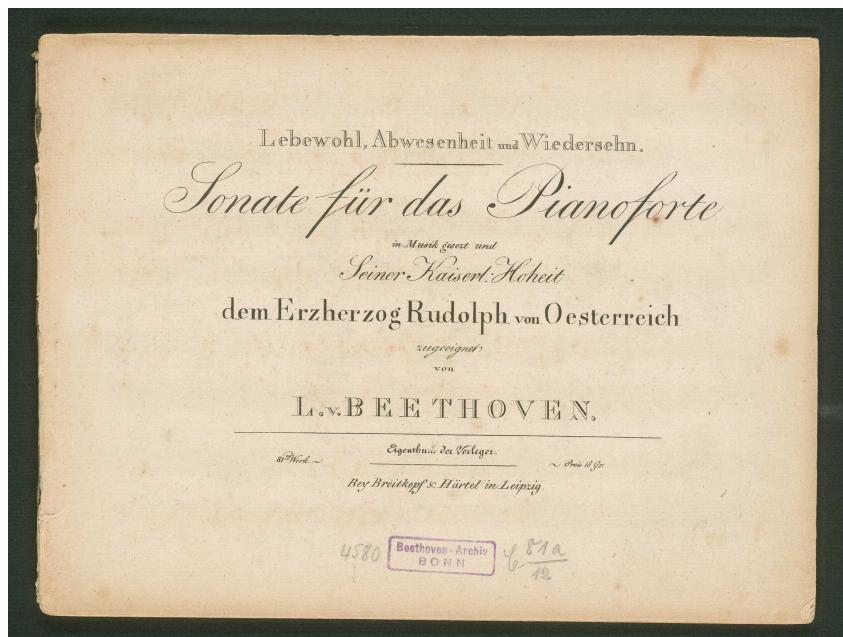 Lebewohl, Abwesenheit und Wiedersehn.
Sonate für das Pianoforte
in Musik gesezt und
Seiner Kaiserl: Hoheit
dem Erzherzog Rudolph von Oesterreich
zugeeignet
von
L. v. BEETHOVEN.
Eigenthum der Verleger.
81tes Werk. Preis 18 Gr.
Bey Breitkopf & Härtel in Leipzig
4580 Beethoven-Archiv
BONN
81a
12